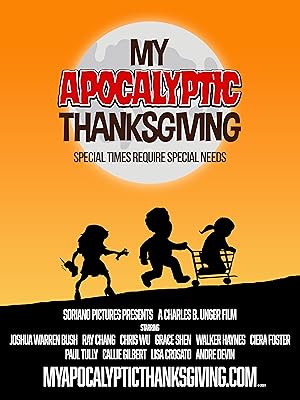 MY
APOCALYPTIC
THANKSGIVING
SPECIAL TIMES REQUIRE SPECIAL NEEDS
SORIANO PICTURES PRESENTS A CHARLES B. UNGER FILM
STARRING
JOSHUA WARREN BUSH RAY CHANG CHRIS WU GRACE SHEN WALKER HAYNES CIERA FOSTER
PAUL TULLY CALLIE GILBERT LISA CROSATO ANDRE DEVIN
MYAPOCALYPTICTHANKSGIVING.COM